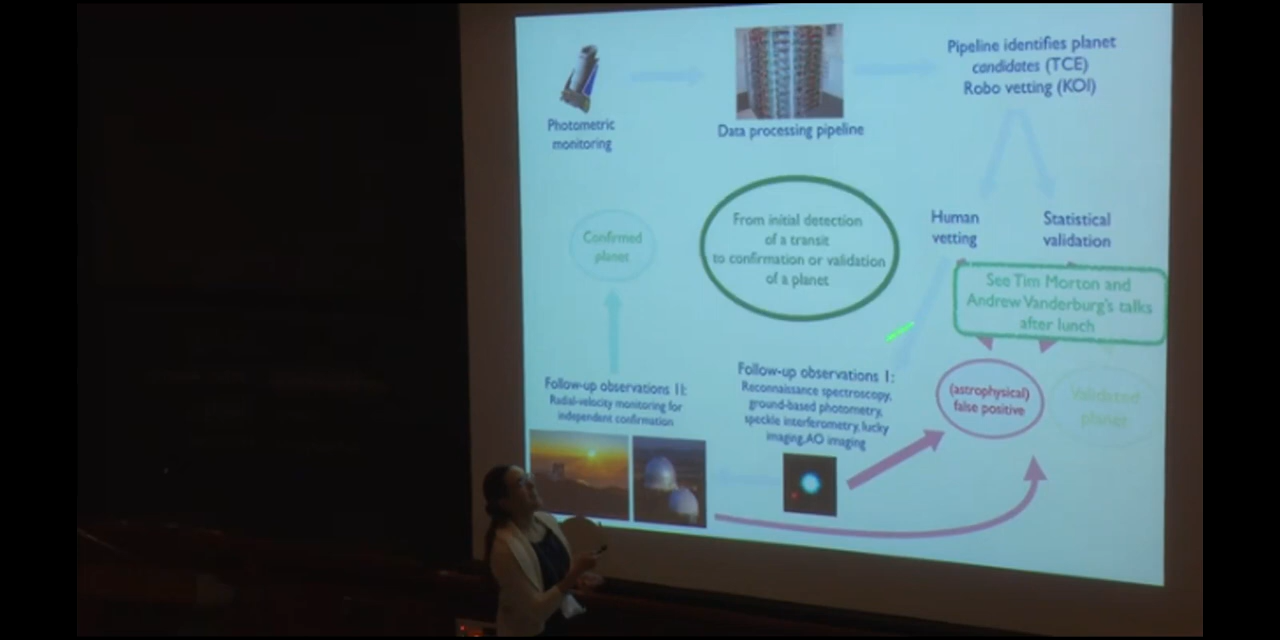 Photometric
monitoring
Data processing pipeline
Pipeline identifies planet
candidates (TCE)
Robo vetting (KOI)
Human
vetting
Statistical
validation
From initial detection
of a transit
to confirmation or validation
of a planet
Confirmed
planet
See Tim Morton and
Andrew Vanderburg's talks
after lunch
Follow-up observations II:
Radial-velocity monitoring for
independent confirmation
Follow-up observations I:
Reconnaissance spectroscopy,
ground-based photometry,
speckle interferometry, lucky
imaging, AO imaging
(astrophysical)
false positive
Validated
planet